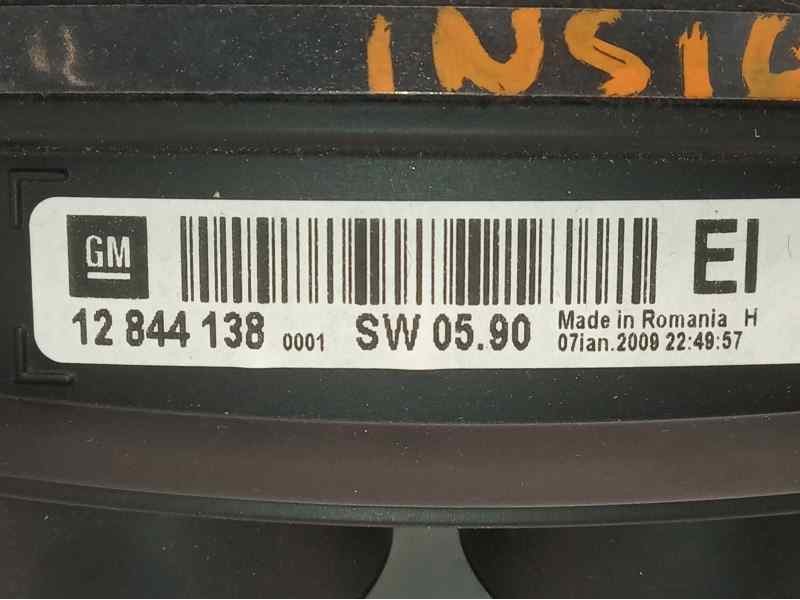 INSIG
GM
EI
12 844 138 0001 SW 05.90
Made in Romania H
07ian.2009 22:49:57